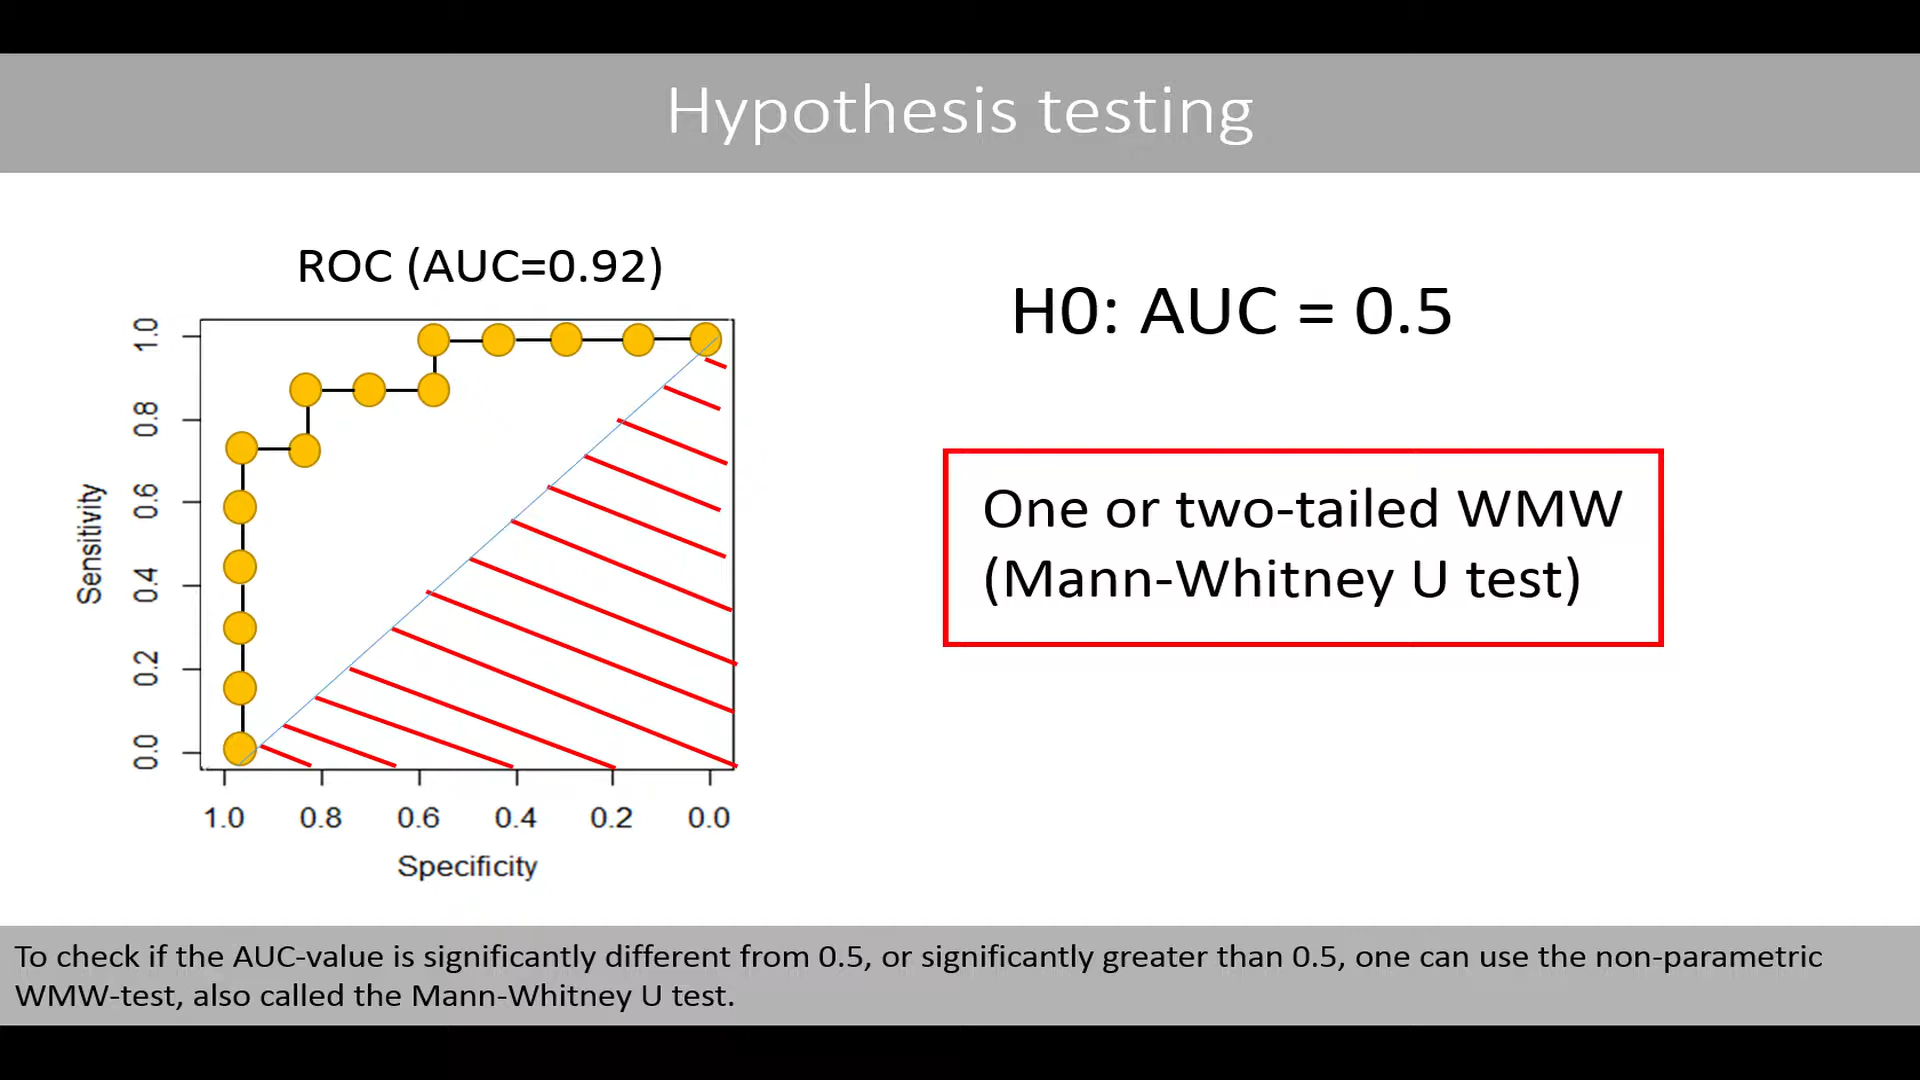 Hypothesis testing
ROC (AUC=0.92)
H0: AUC = 0.5
One or two-tailed WMW
(Mann-Whitney U test)
Sensitivity
1.0
0.8
0.6
0.4
0.2
0.0
1.0 0.8 0.6 0.4 0.2 0.0
Specificity
To check if the AUC-value is significantly different from 0.5, or significantly greater than 0.5, one can use the non-parametric
WMW-test, also called the Mann-Whitney U test.